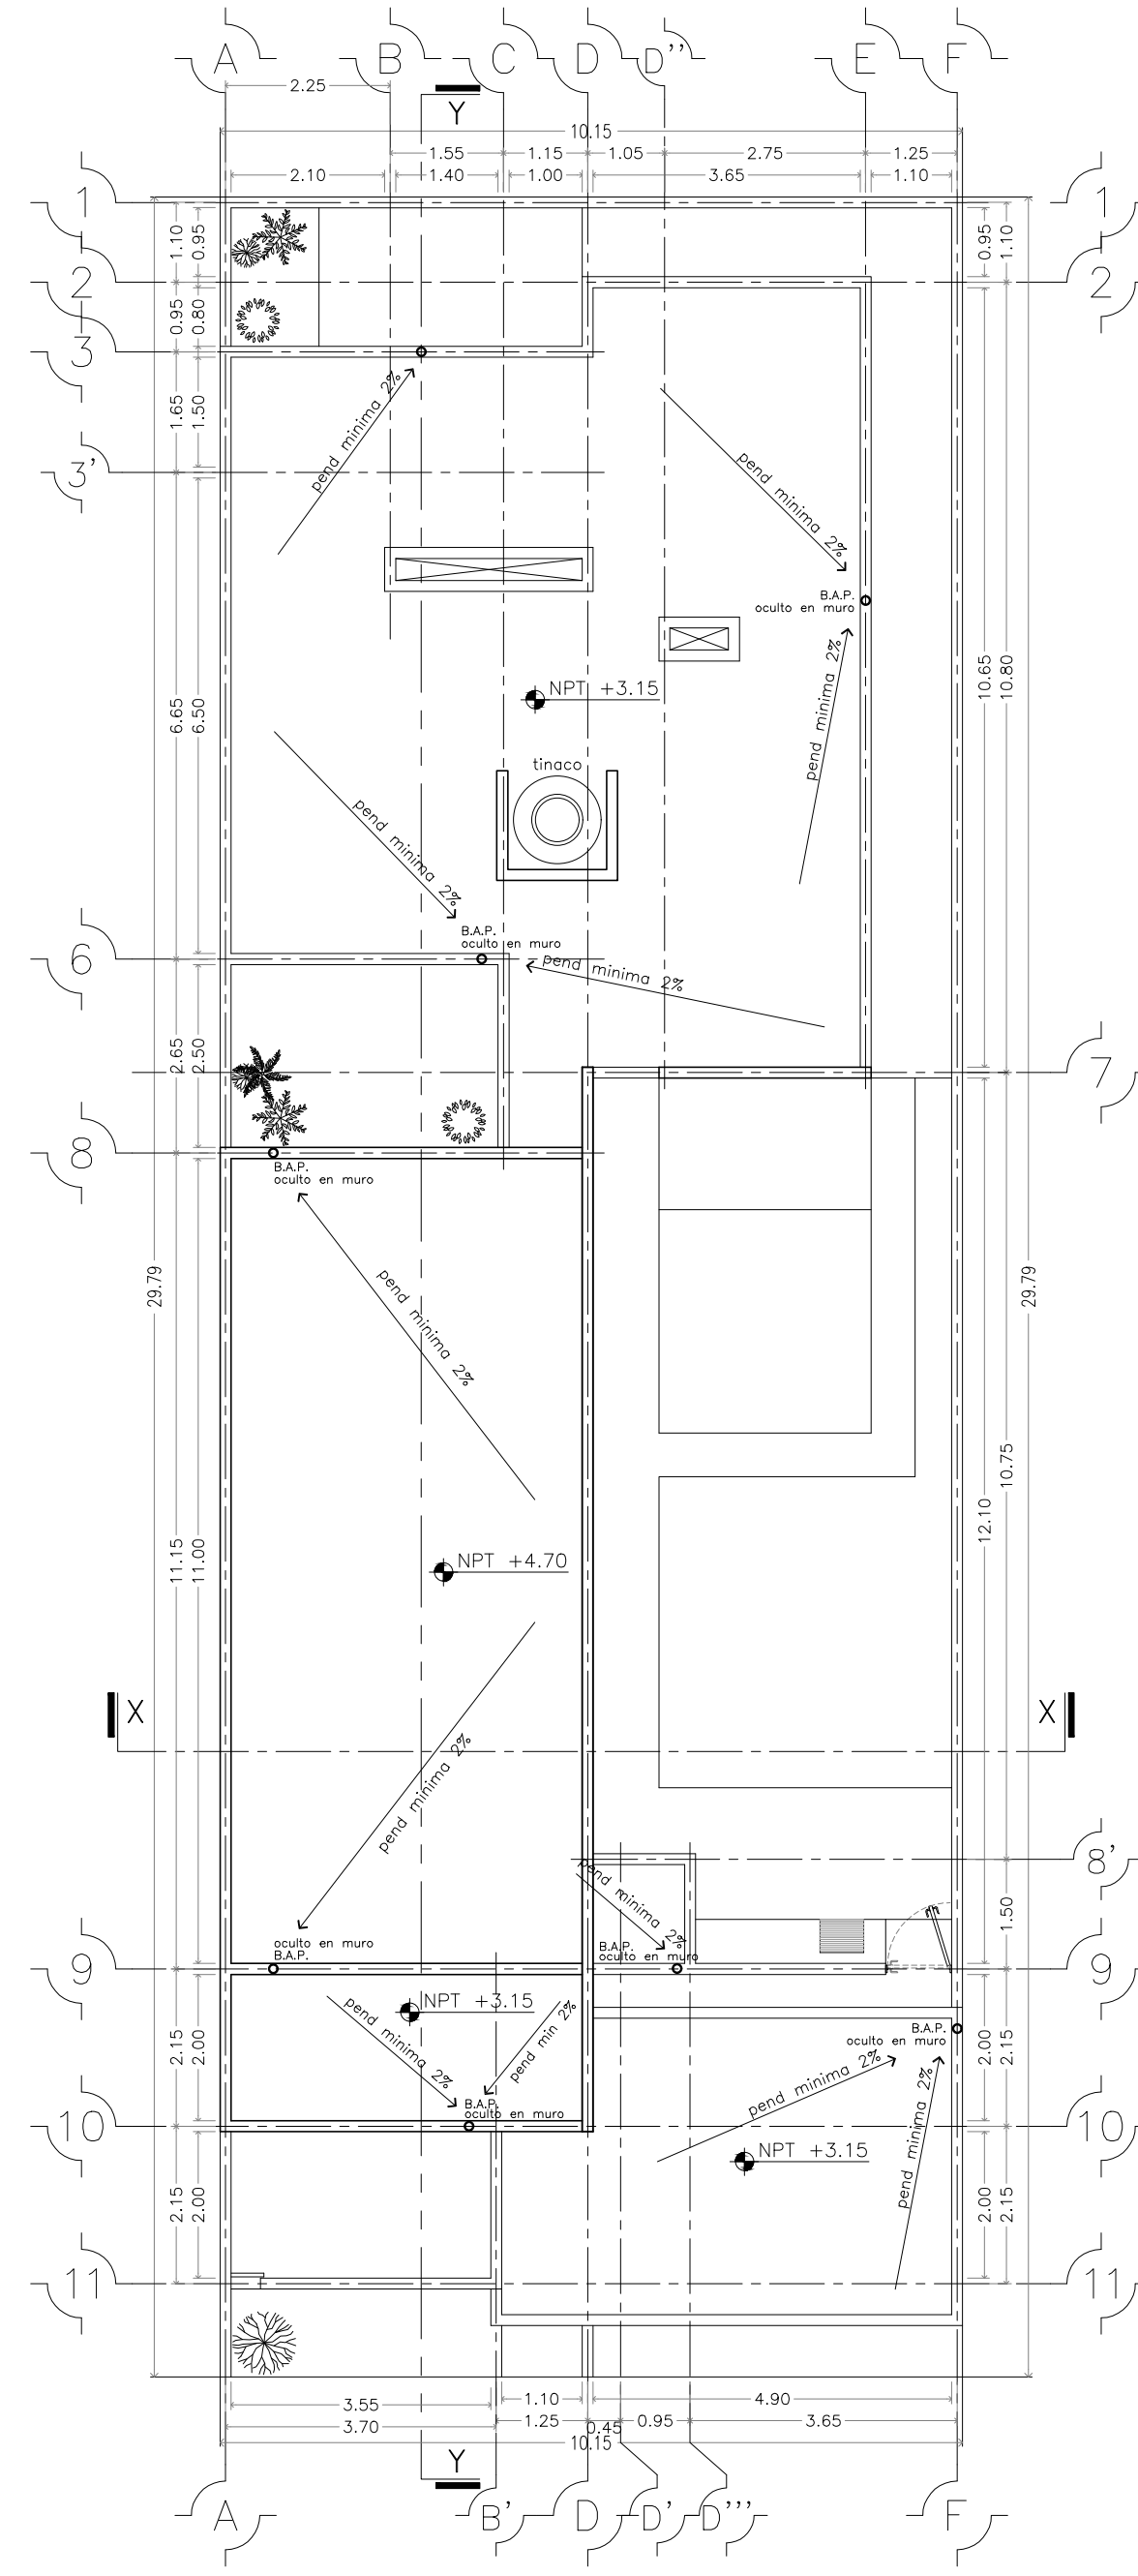 A B C D D'' E F
2.25
Y
10.15
1.55 1.15 1.05 2.75 1.25
2.10 1.40 1.00 3.65 1.10
1 1
1.10 0.95 0.95 1.10
2 2
0.95 0.80
3
pend minima 2%
1.65 1.50
pend minima 2%
3'
B.A.P.
oculto en muro
pend minima 2%
10.65 10.80
NPT +3.15
6.65 6.50
tinaco
pend minima 2%
B.A.P.
oculto en muro
6
pend minima 2%
2.65 2.50
7
8
B.A.P.
oculto en muro
29.79 29.79
pend minima 2%
10.75
12.10
11.15 11.00
NPT +4.70
X X
pend minima 2%
8'
pend minima 2%
1.50
oculto en muro
B.A.P.
B.A.P.
oculto en muro
9 9
NPT +3.15
pend minima 2%
pend min 2%
B.A.P.
oculto en muro
2.15 2.00 2.00 2.15
pend minima 2%
pend minima 2%
B.A.P.
oculto en muro
10 10
NPT +3.15
2.15 2.00 2.00 2.15
11 11
3.55 1.10 4.90
3.70 1.25 0.45 0.95 3.65
10.15
Y
A B' D D' D''' F